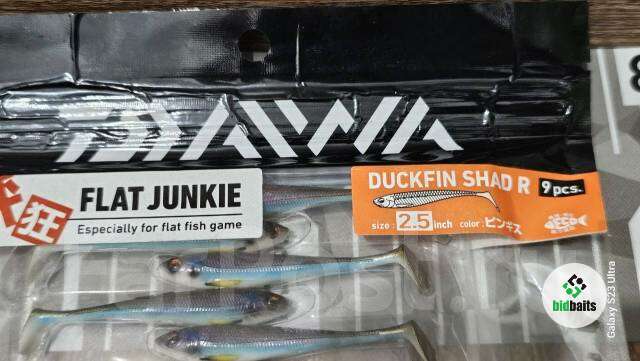 DAIWA
FLAT JUNKIE
Especially for flat fish game
狂
DUCKFIN SHAD R 9pcs.
size: 2.5 inch color: ピンギス
eco
bidbaits
Galaxy S23 Ultra